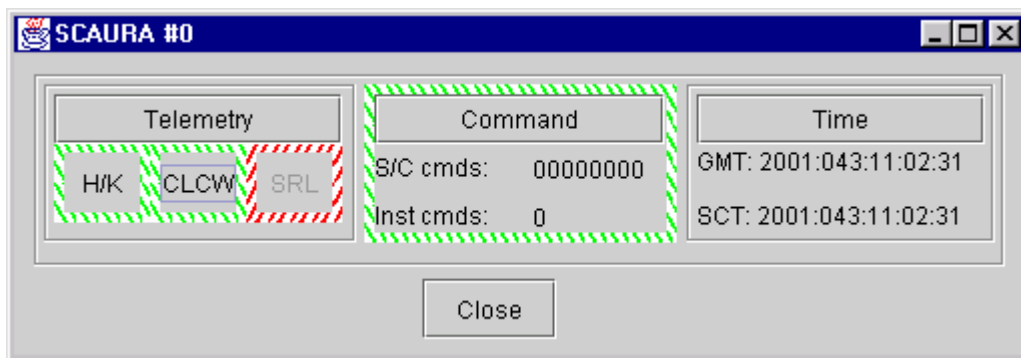 SCAURA #0
Telemetry
H/K CLCW SRL
Command
S/C cmds: 00000000
Inst cmds: 0
Time
GMT: 2001:043:11:02:31
SCT: 2001:043:11:02:31
Close